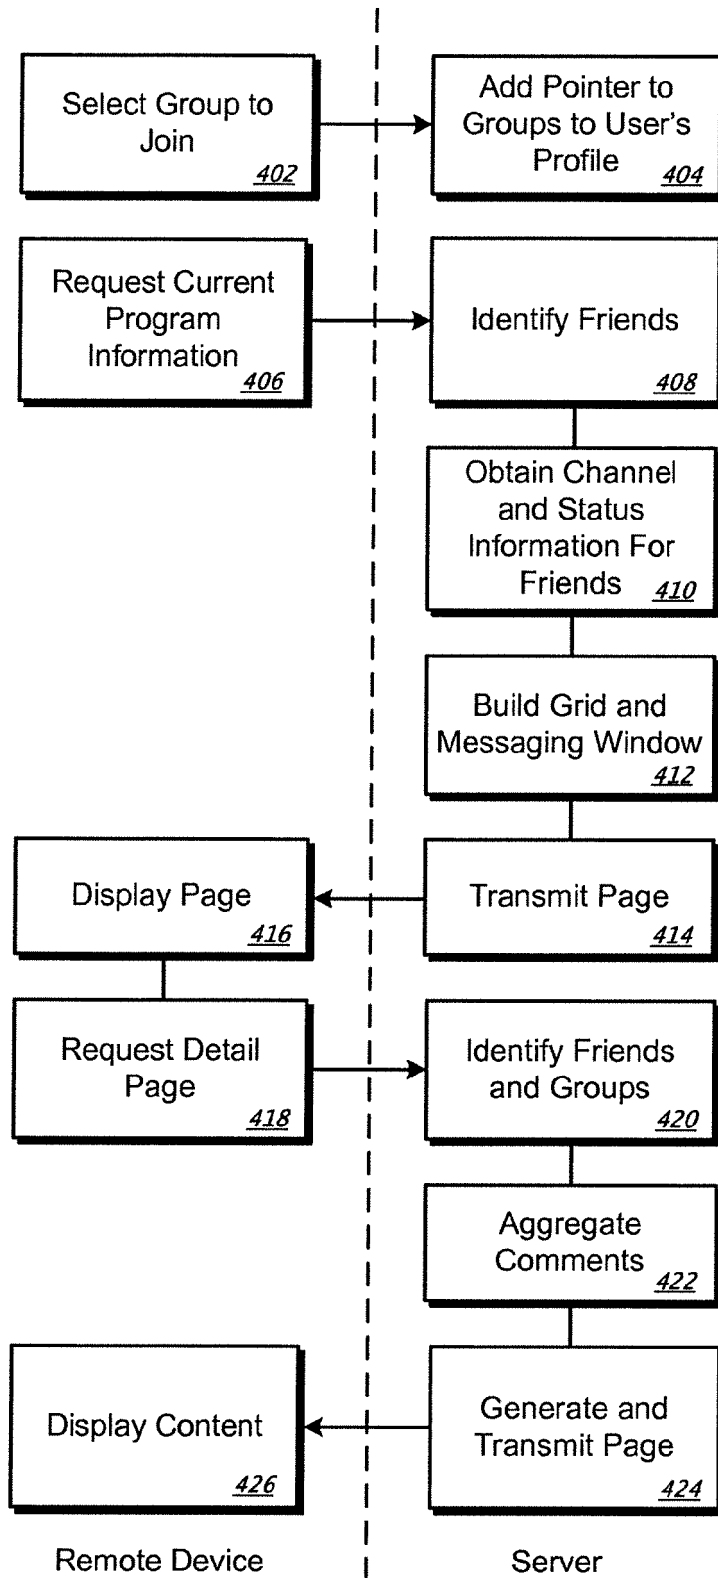 Select Group to
Join
402
Add Pointer to
Groups to User's
Profile
404
Request Current
Program
Information
406
Identify Friends
408
Obtain Channel
and Status
Information For
Friends
410
Build Grid and
Messaging Window
412
Display Page
416
Transmit Page
414
Request Detail
Page
418
Identify Friends
and Groups
420
Aggregate
Comments
422
Display Content
426
Generate and
Transmit Page
424
Remote Device
Server